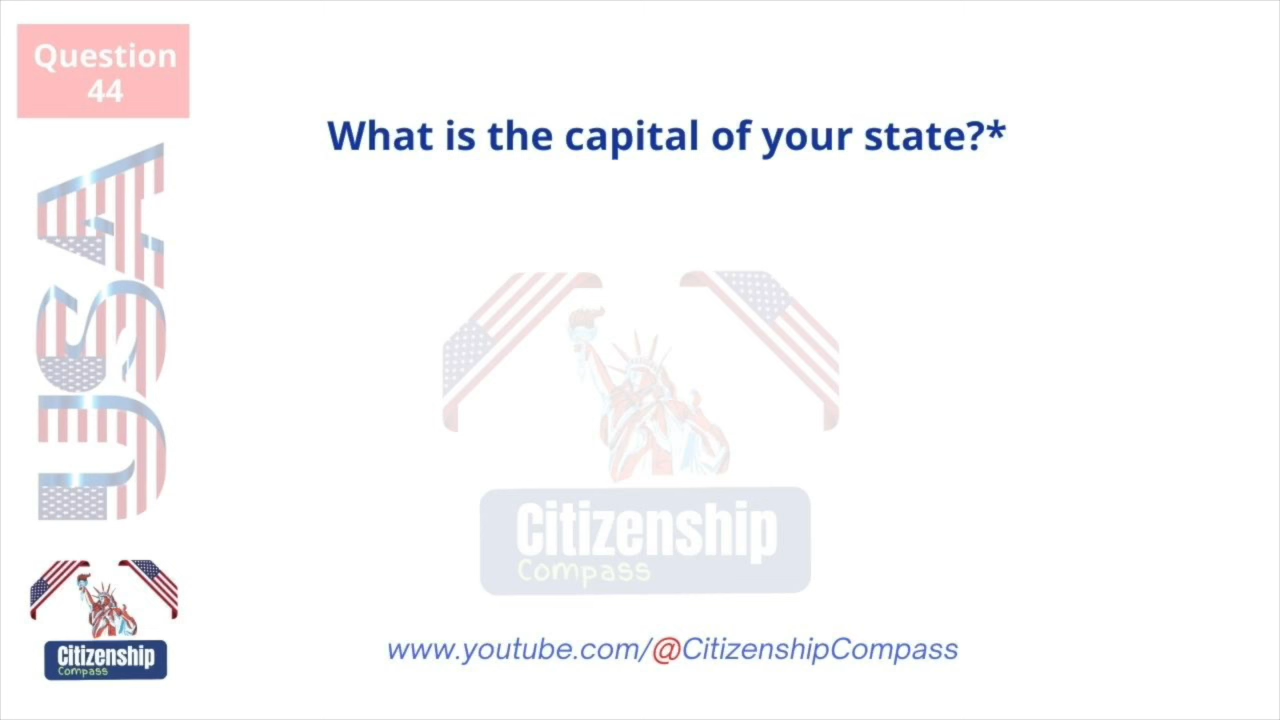 Question
44
What is the capital of your state?*
USA
Citizenship
Compass
Citizenship
Compass
www.youtube.com/@CitizenshipCompass